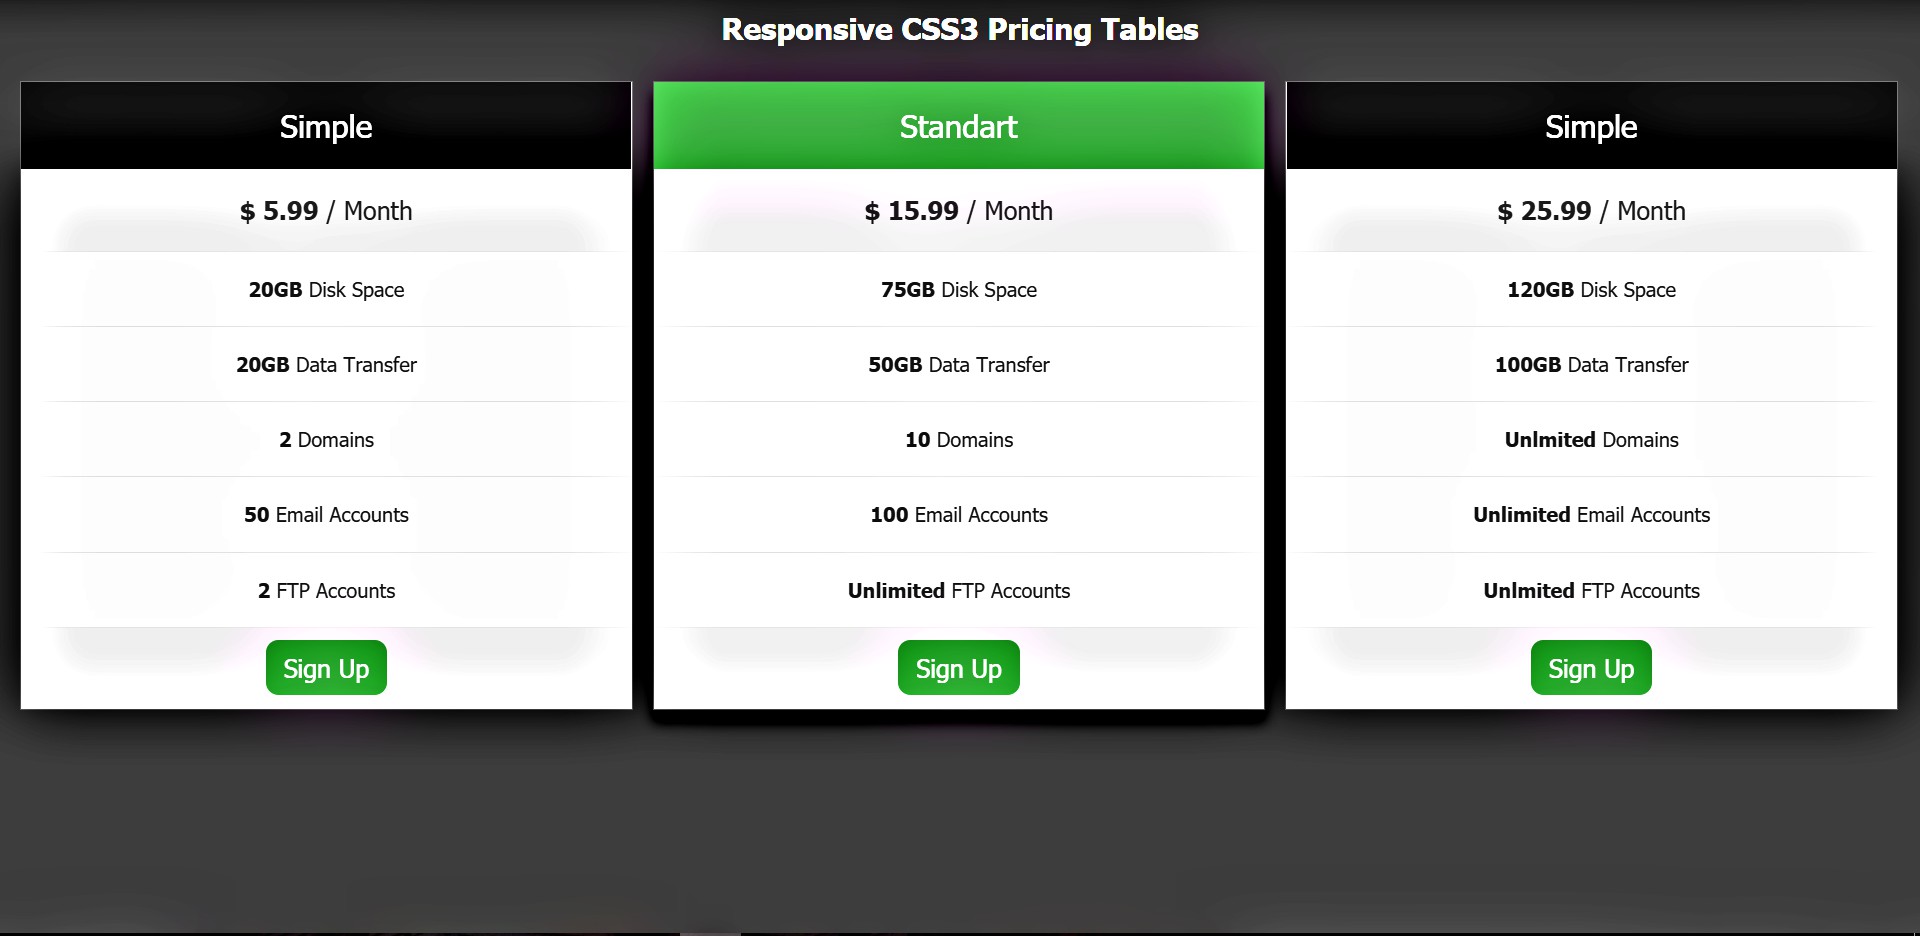 Responsive CSS3 Pricing Tables
Simple
$ 5.99 / Month
20GB Disk Space
20GB Data Transfer
2 Domains
50 Email Accounts
2 FTP Accounts
Sign Up
Standart
$ 15.99 / Month
75GB Disk Space
50GB Data Transfer
10 Domains
100 Email Accounts
Unlimited FTP Accounts
Sign Up
Simple
$ 25.99 / Month
120GB Disk Space
100GB Data Transfer
Unlmited Domains
Unlimited Email Accounts
Unlmited FTP Accounts
Sign Up